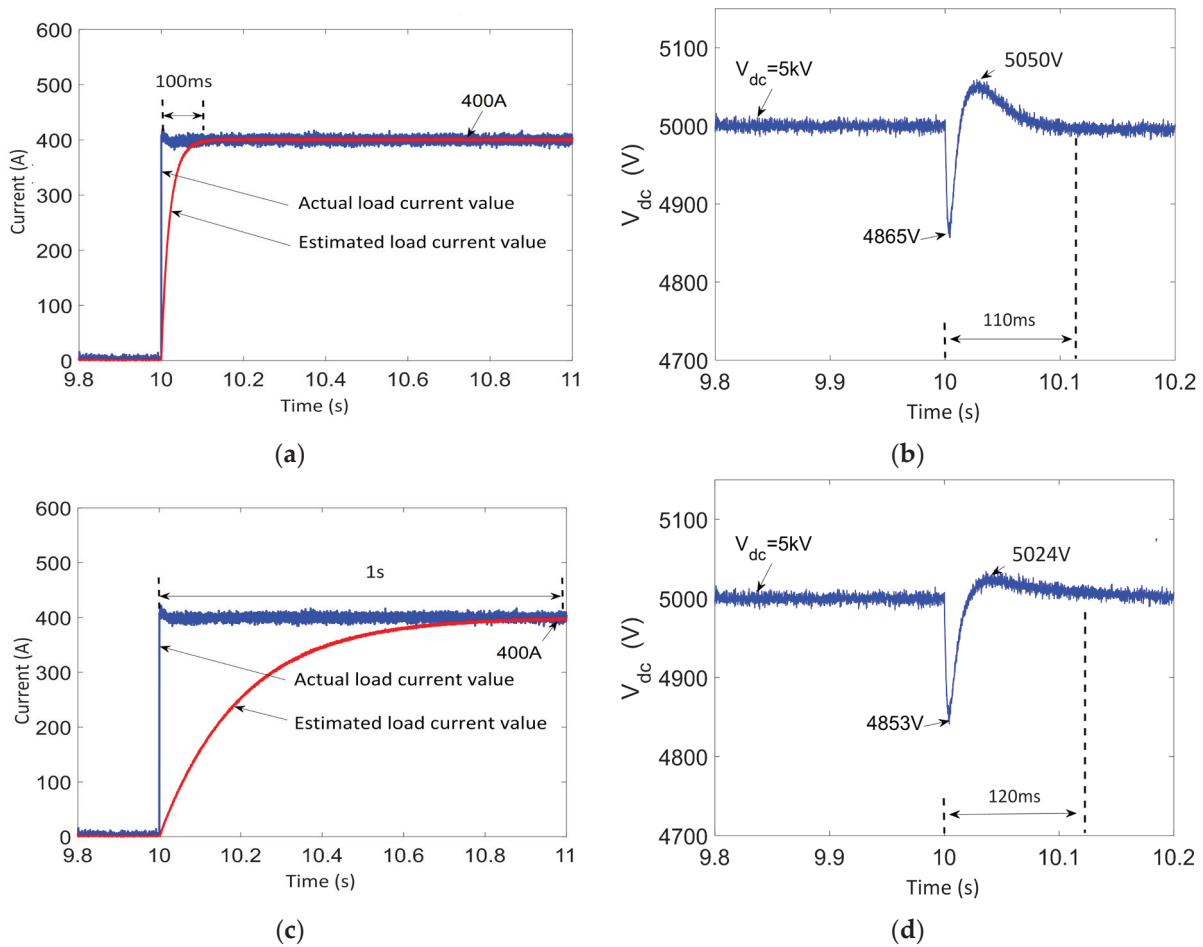 600
500
400
300
200
100
0
Current (A)
100ms
400A
Actual load current value
Estimated load current value
9.8 10 10.2 10.4 10.6 10.8 11
Time (s)
(a)
5100
5000
4900
4800
4700
V_dc (V)
V_dc=5kV
5050V
4865V
110ms
9.8 9.9 10 10.1 10.2
Time (s)
(b)
600
500
400
300
200
100
0
Current (A)
1s
400A
Actual load current value
Estimated load current value
9.8 10 10.2 10.4 10.6 10.8 11
Time (s)
(c)
5100
5000
4900
4800
4700
V_dc (V)
V_dc=5kV
5024V
4853V
120ms
9.8 9.9 10 10.1 10.2
Time (s)
(d)